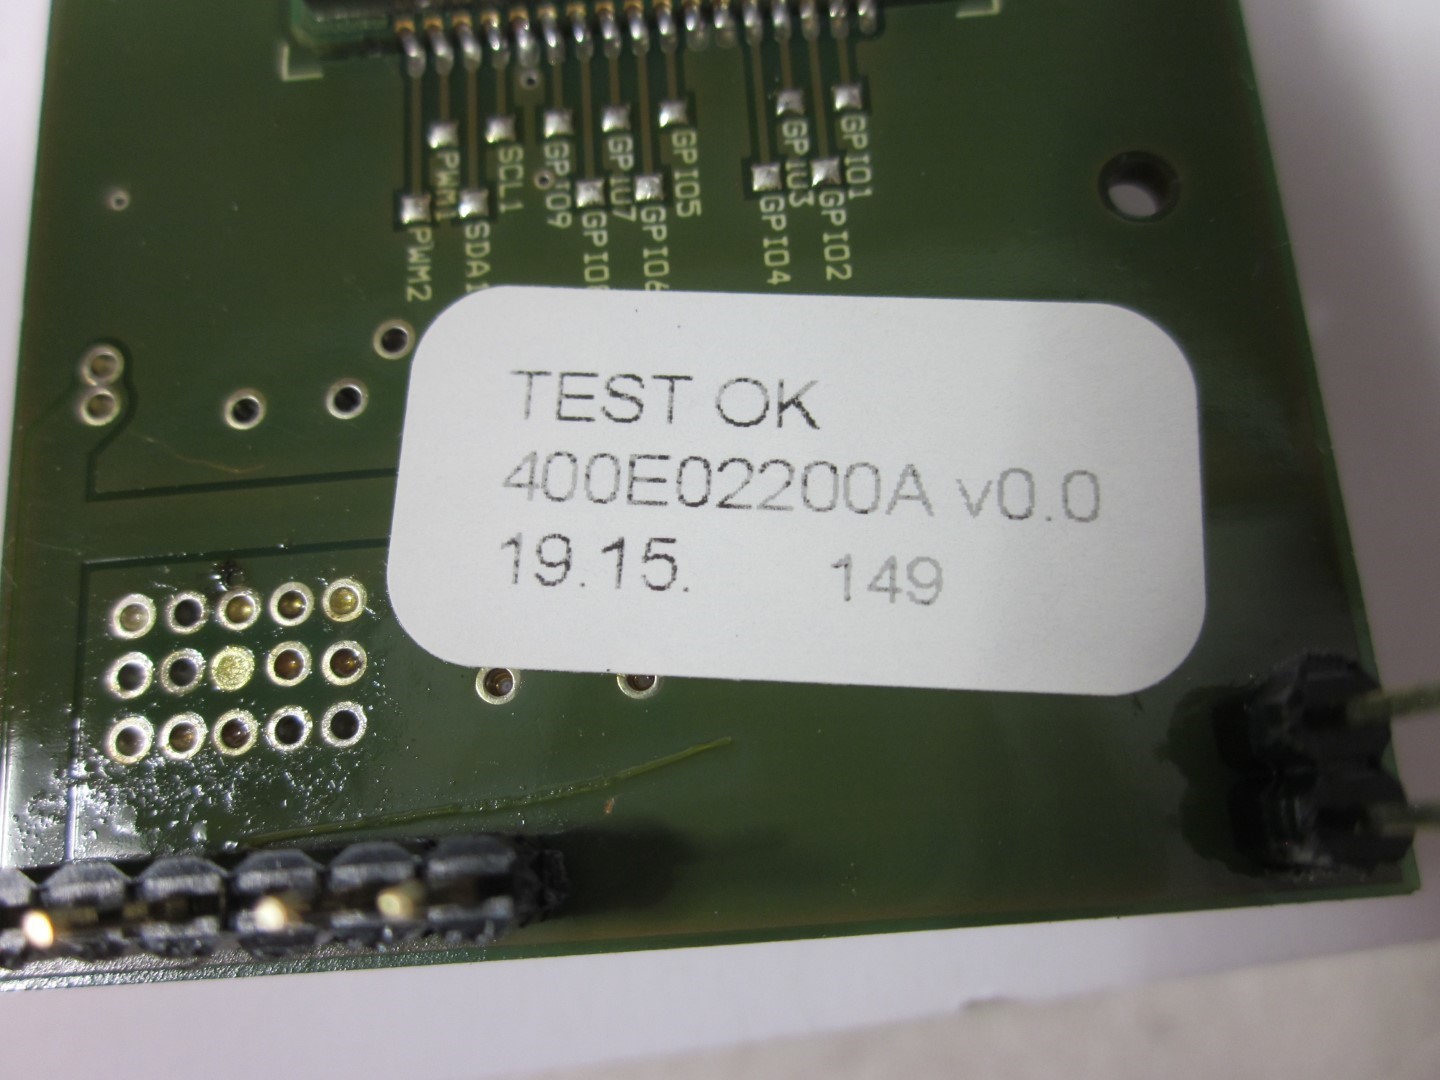 PWM2
PWM1
SDA1
SCL1
GPIO9
GPIO7
GPIO6
GPIO5
GPIO4
GPIO3
GPIO2
GPIO1
TEST OK
400E02200A v0.0
19.15. 149